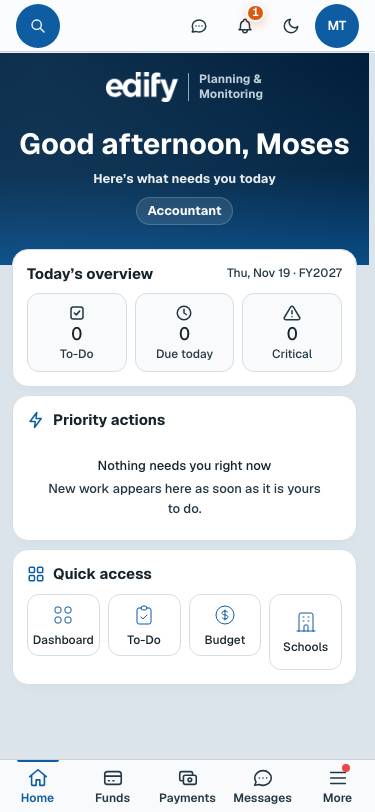 1
MT
edify
Planning &
Monitoring
Good afternoon, Moses
Here's what needs you today
Accountant
Today's overview
Thu, Nov 19 · FY2027
0
To-Do
0
Due today
0
Critical
Priority actions
Nothing needs you right now
New work appears here as soon as it is yours
to do.
Quick access
Dashboard
To-Do
Budget
Schools
Home
Funds
Payments
Messages
More